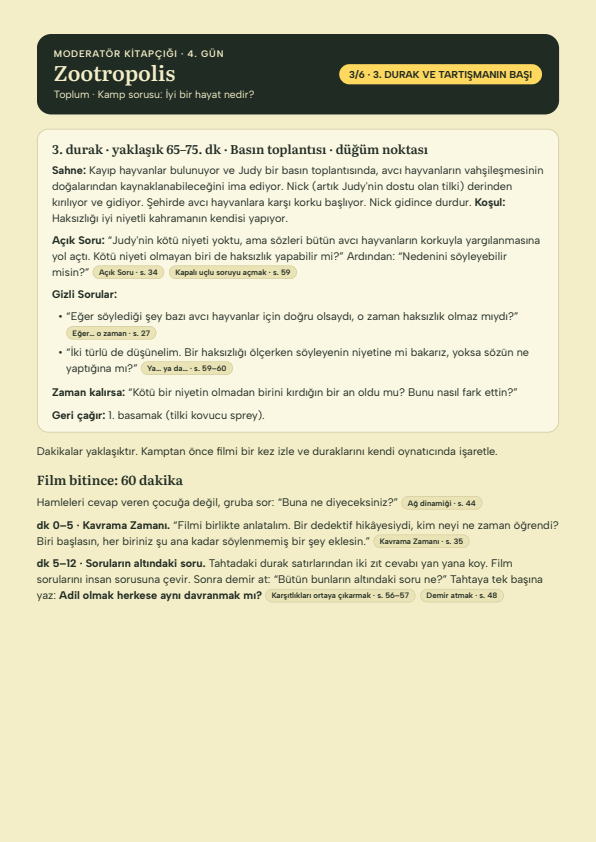 MODERATÖR KİTAPÇIĞI · 4. GÜN
Zootropolis
Toplum · Kamp sorusu: İyi bir hayat nedir?
3/6 · 3. DURAK VE TARTIŞMANIN BAŞI
3. durak · yaklaşık 65–75. dk · Basın toplantısı · düğüm noktası
Sahne: Kayıp hayvanlar bulunuyor ve Judy bir basın toplantısında, avcı hayvanların vahşileşmesinin
doğalarından kaynaklanabileceğini ima ediyor. Nick (artık Judy'nin dostu olan tilki) derinden
kırılıyor ve gidiyor. Şehirde avcı hayvanlara karşı korku başlıyor. Nick gidince durdur. Koşul:
Haksızlığı iyi niyetli kahramanın kendisi yapıyor.
Açık Soru: “Judy'nin kötü niyeti yoktu, ama sözleri bütün avcı hayvanların korkuyla yargılanmasına
yol açtı. Kötü niyeti olmayan biri de haksızlık yapabilir mi?” Ardından: “Nedenini söyleyebilir
misin?” Açık Soru · s. 34 Kapalı uçlu soruyu açmak · s. 59
Gizli Sorular:
• “Eğer söylediği şey bazı avcı hayvanlar için doğru olsaydı, o zaman haksızlık olmaz mıydı?”
Eğer... o zaman · s. 27
• “İki türlü de düşünelim. Bir haksızlığı ölçerken söyleyenin niyetine mi bakarız, yoksa sözün ne
yaptığına mı?” Ya... ya da... · s. 59–60
Zaman kalırsa: “Kötü bir niyetin olmadan birini kırdığın bir an oldu mu? Bunu nasıl fark ettin?”
Geri çağır: 1. basamak (tilki kovucu sprey).
Dakikalar yaklaşıktır. Kamptan önce filmi bir kez izle ve duraklarını kendi oynatıcında işaretle.
Film bitince: 60 dakika
Hamleleri cevap veren çocuğa değil, gruba sor: “Buna ne diyeceksiniz?” Ağ dinamiği · s. 44
dk 0–5 · Kavrama Zamanı. “Filmi birlikte anlatalım. Bir dedektif hikâyesiydi, kim neyi ne zaman öğrendi?
Biri başlasın, her biriniz şu ana kadar söylenmemiş bir şey eklesin.” Kavrama Zamanı · s. 35
dk 5–12 · Soruların altındaki soru. Tahtadaki durak satırlarından iki zıt cevabı yan yana koy. Film
sorularını insan sorusuna çevir. Sonra demir at: “Bütün bunların altındaki soru ne?” Tahtaya tek başına
yaz: Adil olmak herkese aynı davranmak mı? Karşıtlıkları ortaya çıkarmak · s. 56–57 Demir atmak · s. 48